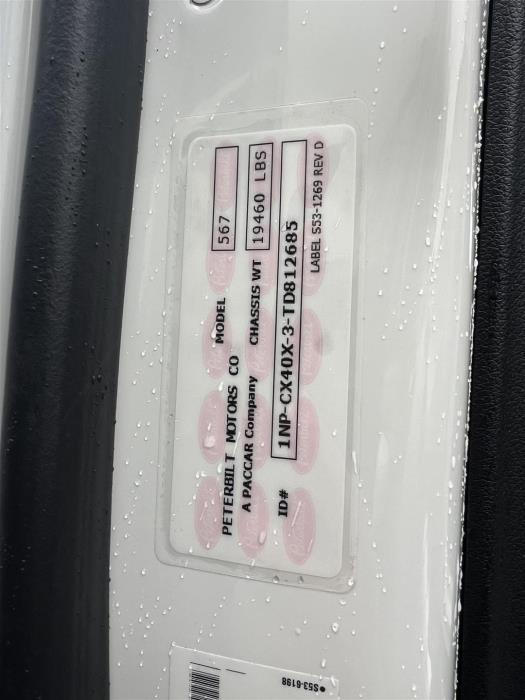 PETERBILT MOTORS CO MODEL 567
A PACCAR Company CHASSIS WT 19460 LBS
ID# 1NP-CX40X-3-TD812685
LABEL S53-1269 REV D
●S53-6198